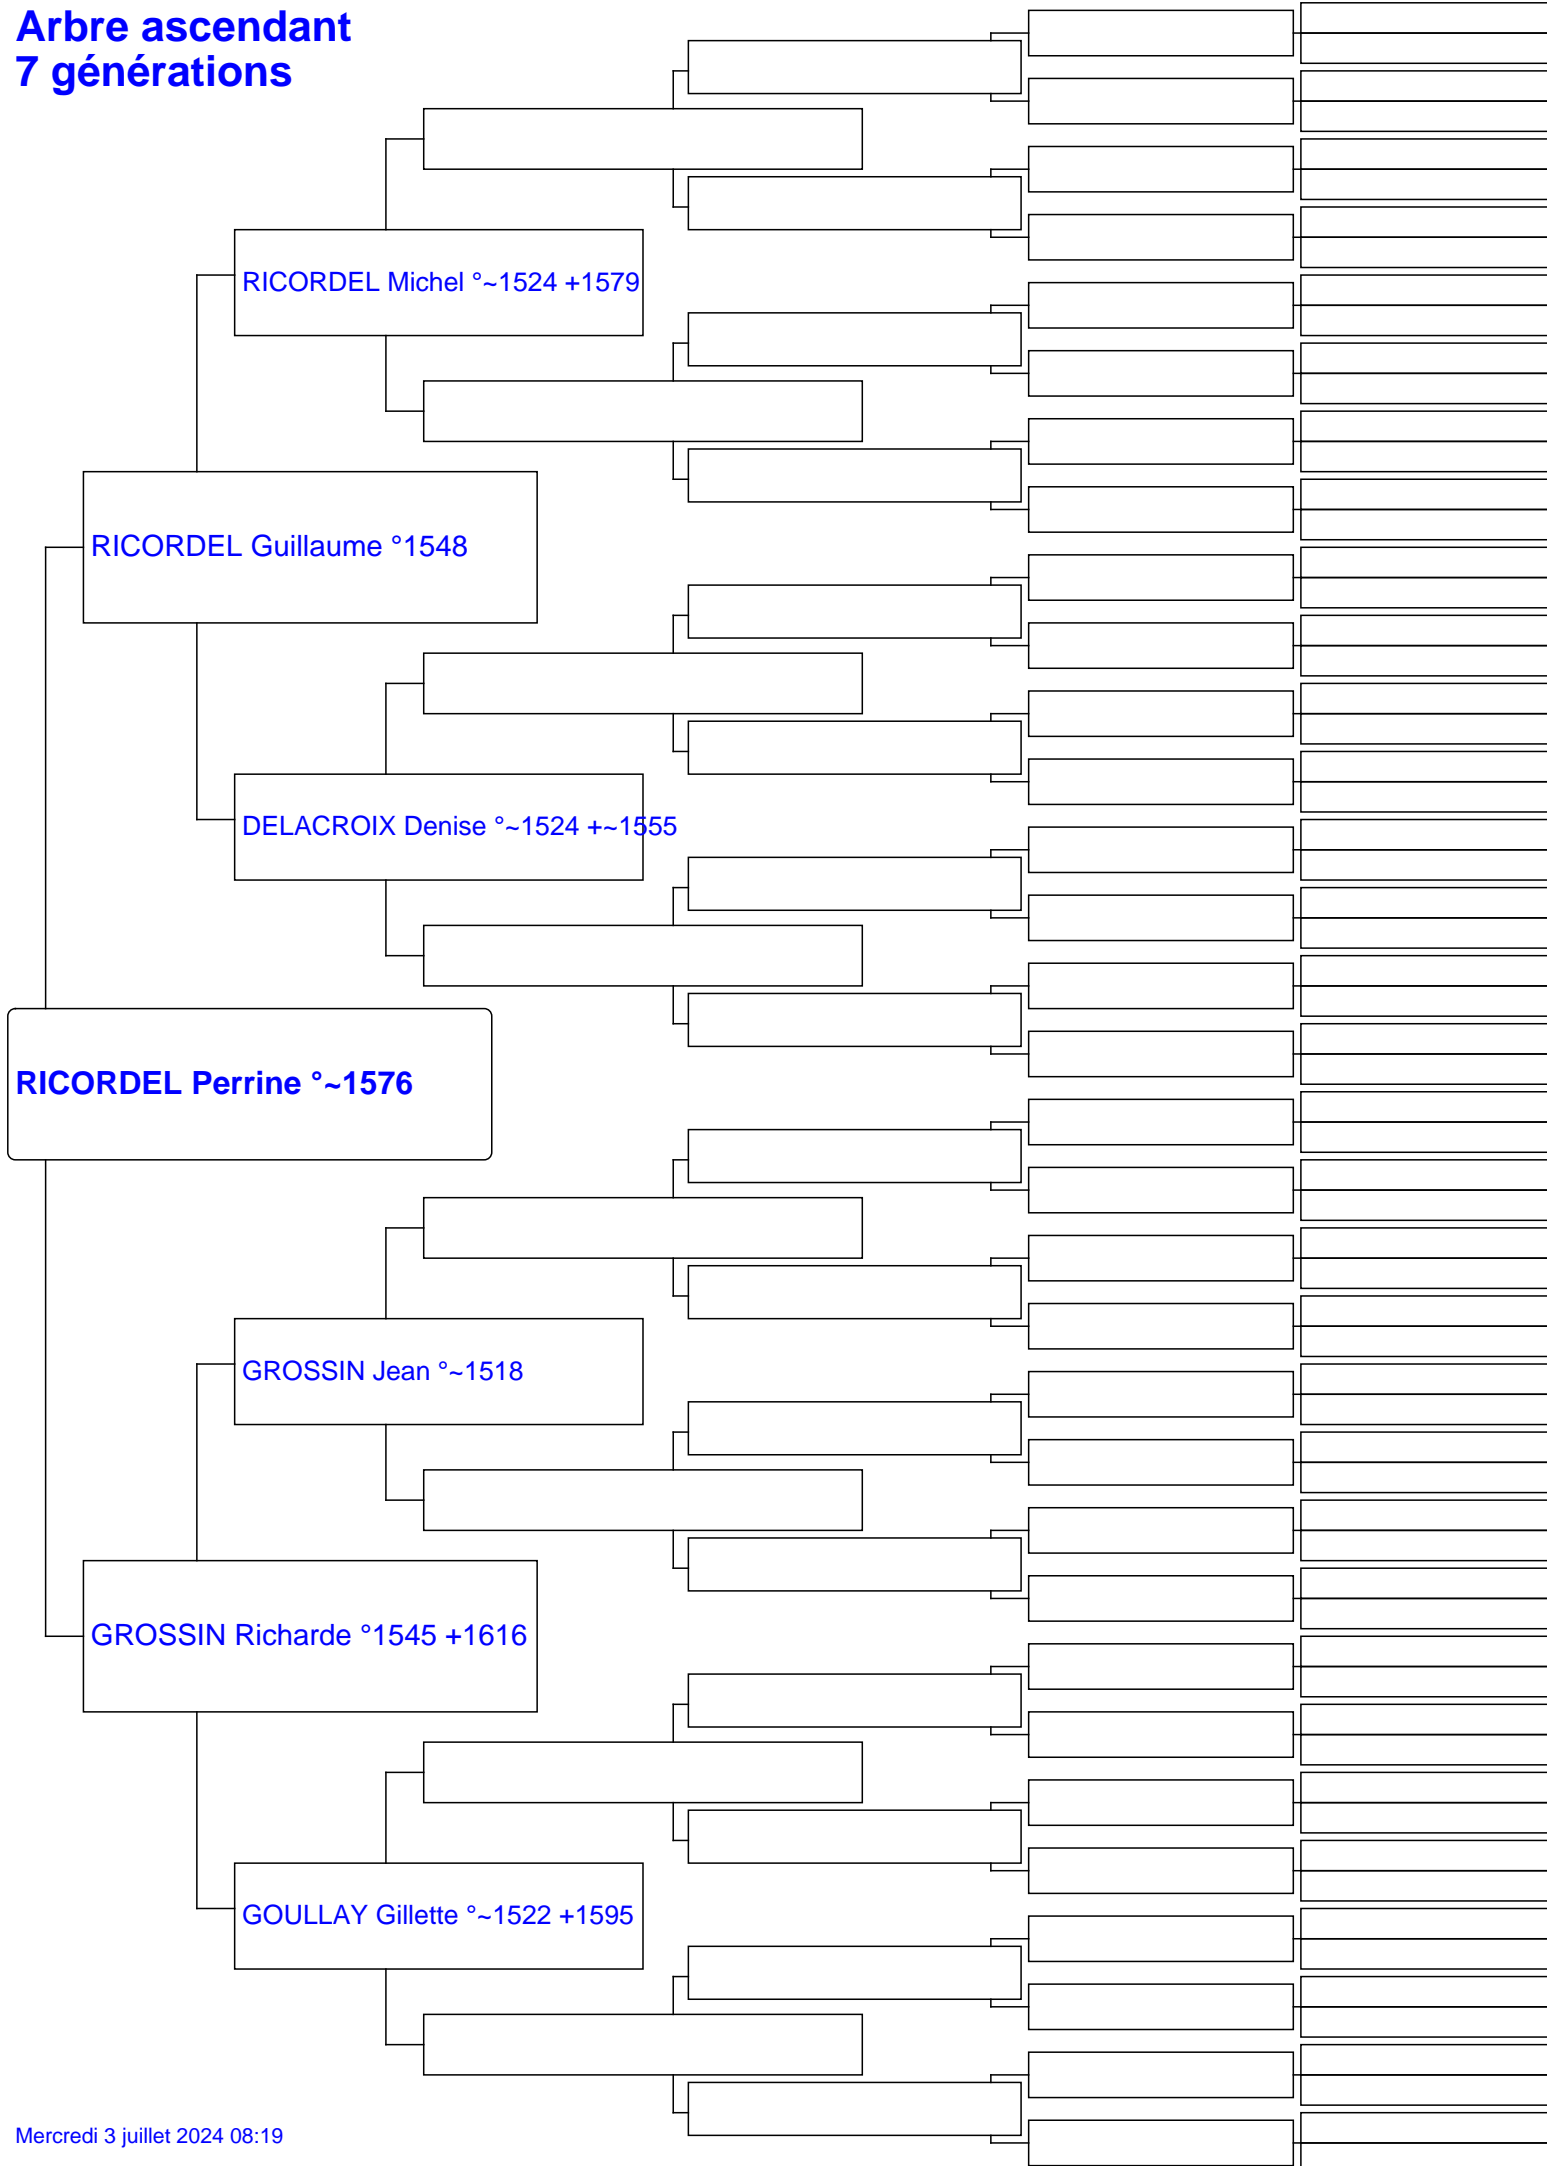 Arbre ascendant
7 générations
RICORDEL Michel °~1524 +1579
RICORDEL Guillaume °1548
DELACROIX Denise °~1524 +~1555
RICORDEL Perrine °~1576
GROSSIN Jean °~1518
GROSSIN Richarde °1545 +1616
GOULLAY Gillette °~1522 +1595
Mercredi 3 juillet 2024 08:19